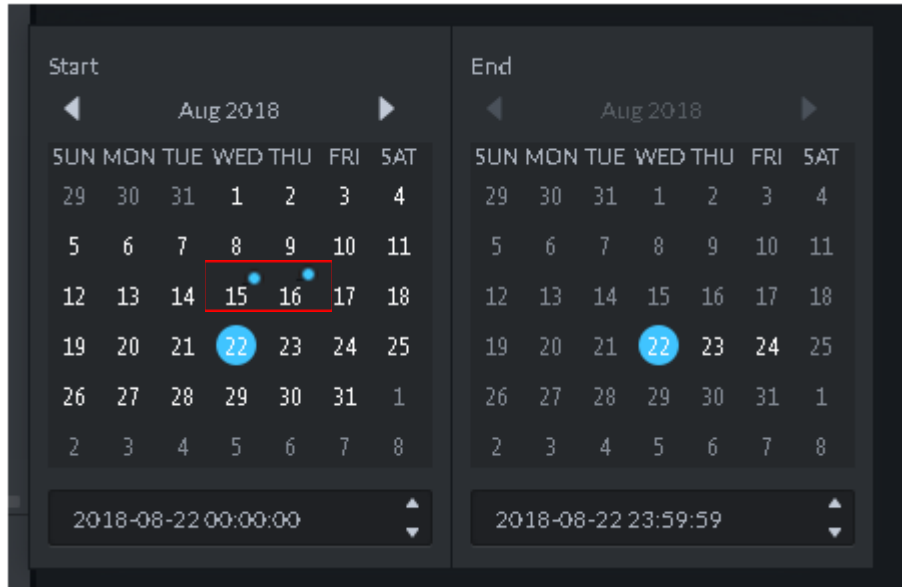 Start
Aug 2018
SUN MON TUE WED THU FRI SAT
29 30 31 1 2 3 4
5 6 7 8 9 10 11
12 13 14 15 16 17 18
19 20 21 22 23 24 25
26 27 28 29 30 31 1
2 3 4 5 6 7 8
2018-08-22 00:00:00
End
Aug 2018
SUN MON TUE WED THU FRI SAT
29 30 31 1 2 3 4
5 6 7 8 9 10 11
12 13 14 15 16 17 18
19 20 21 22 23 24 25
26 27 28 29 30 31 1
2 3 4 5 6 7 8
2018-08-22 23:59:59